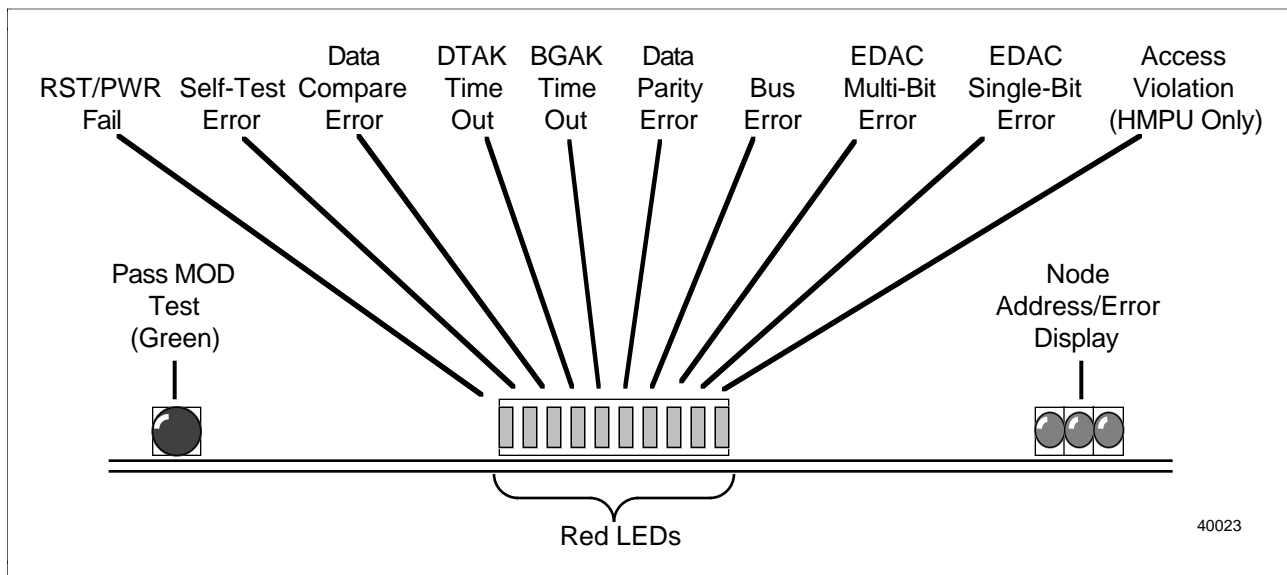 RST/PWR
Fail
Self-Test
Error
Data
Compare
Error
DTAK
Time
Out
BGAK
Time
Out
Data
Parity
Error
Bus
Error
EDAC
Multi-Bit
Error
EDAC
Single-Bit
Error
Access
Violation
(HMPU Only)
Pass MOD
Test
(Green)
Node
Address/Error
Display
Red LEDs
40023